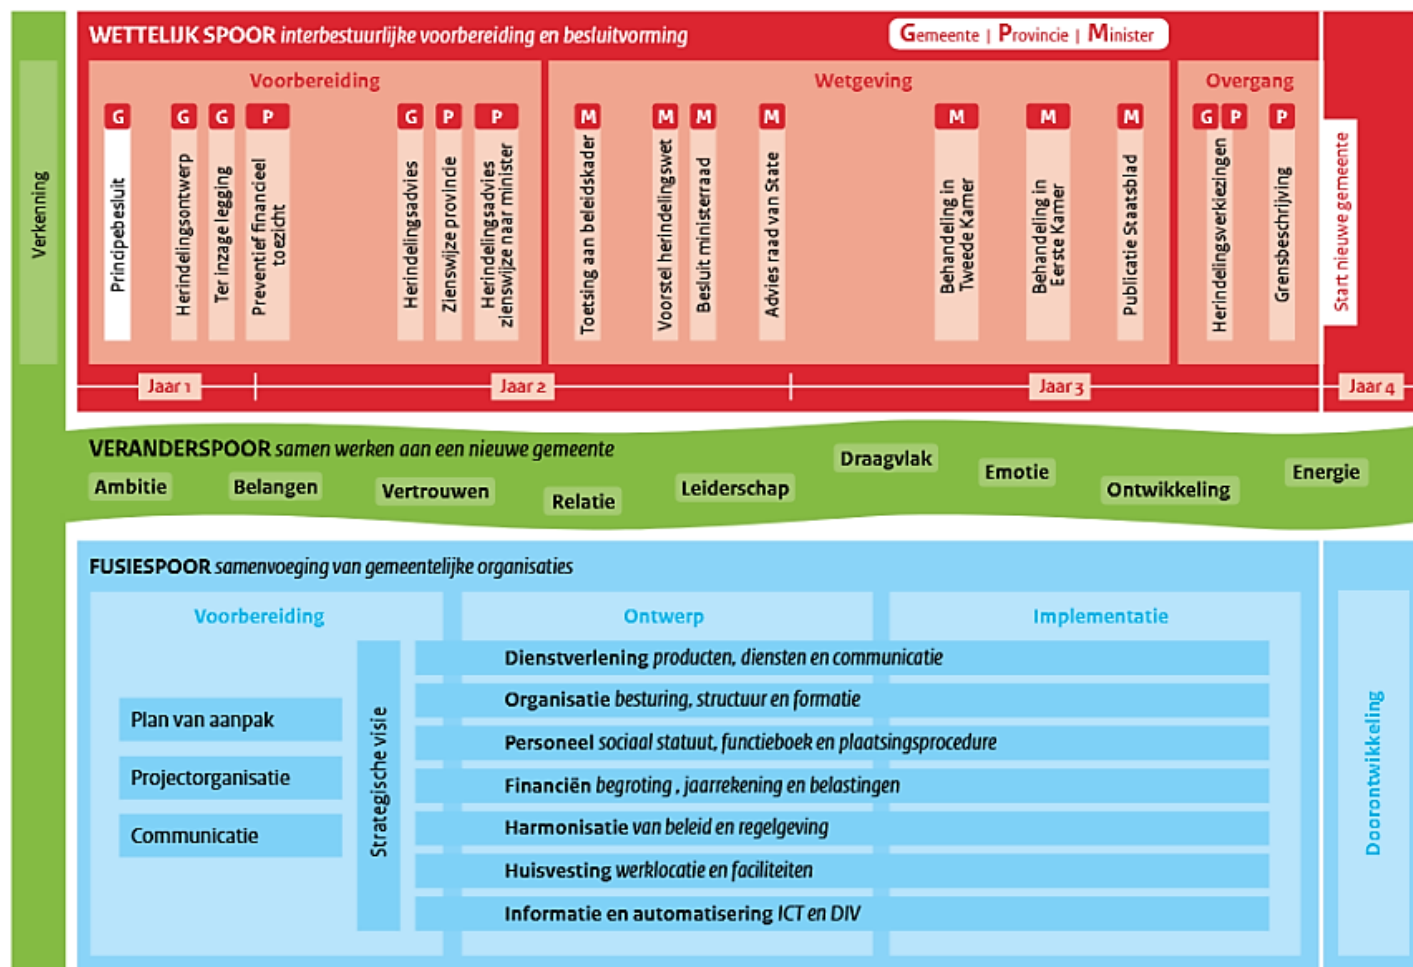 Verkenning
WETTELIJK SPOOR interbestuurlijke voorbereiding en besluitvorming
Gemeente | Provincie | Minister
Voorbereiding
G
Principebesluit
G
Herindelingsontwerp
G
Ter inzage legging
P
Preventief financieel
toezicht
G
Herindelingsadvies
P
Zienswijze provincie
P
Herindelingsadvies
zienswijze naar minister
Wetgeving
M
Toetsing aan beleidskader
M
Voorstel herindelingswet
M
Besluit ministerraad
M
Advies raad van State
M
Behandeling in
Tweede Kamer
M
Behandeling in
Eerste Kamer
M
Publicatie Staatsblad
Overgang
G P
Herindelingsverkiezingen
P
Grensbeschrijving
Start nieuwe gemeente
Jaar 1
Jaar 2
Jaar 3
Jaar 4
VERANDERSPOOR samen werken aan een nieuwe gemeente
Ambitie
Belangen
Vertrouwen
Relatie
Leiderschap
Draagvlak
Emotie
Ontwikkeling
Energie
FUSIESPOOR samenvoeging van gemeentelijke organisaties
Voorbereiding
Plan van aanpak
Projectorganisatie
Communicatie
Strategische visie
Ontwerp
Implementatie
Dienstverlening producten, diensten en communicatie
Organisatie besturing, structuur en formatie
Personeel sociaal statuut, functieboek en plaatsingsprocedure
Financiën begroting , jaarrekening en belastingen
Harmonisatie van beleid en regelgeving
Huisvesting werklocatie en faciliteiten
Informatie en automatisering ICT en DIV
Doorontwikkeling